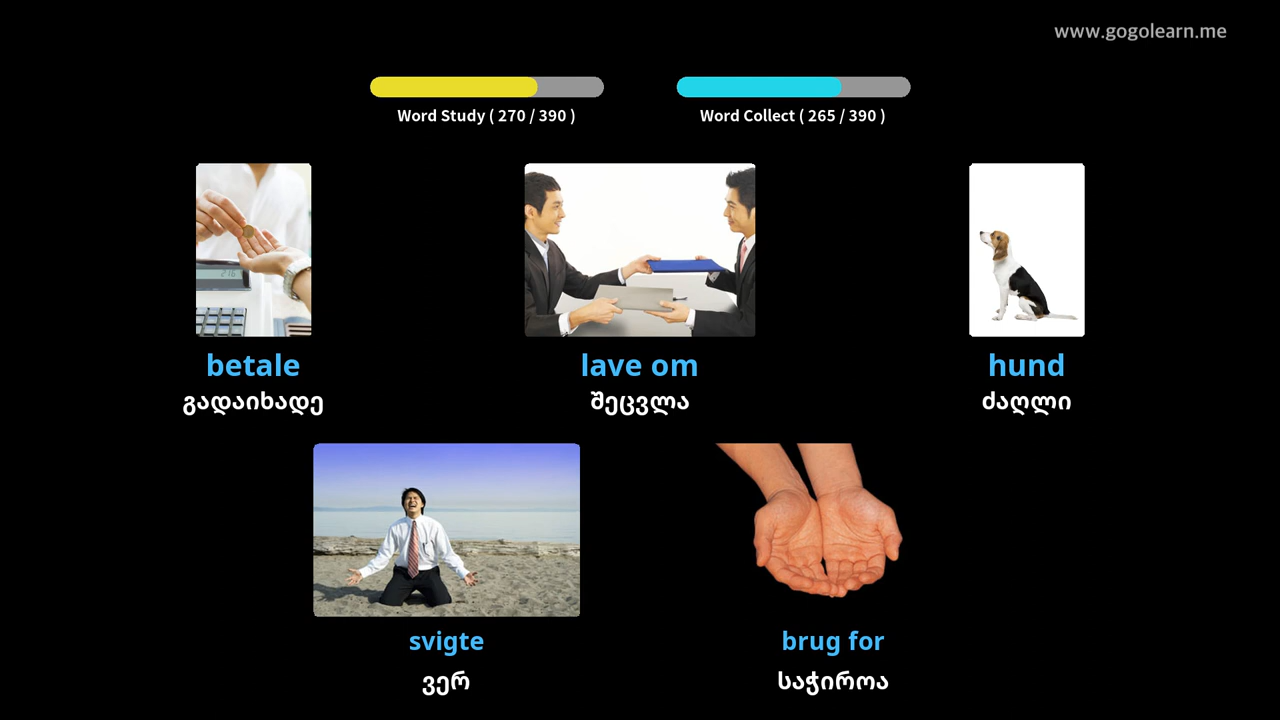 www.gogolearn.me
Word Study ( 270 / 390 )
Word Collect ( 265 / 390 )
betale
გადაიხადე
lave om
შეცვლა
hund
ძაღლი
svigte
ვერ
brug for
საჭიროა